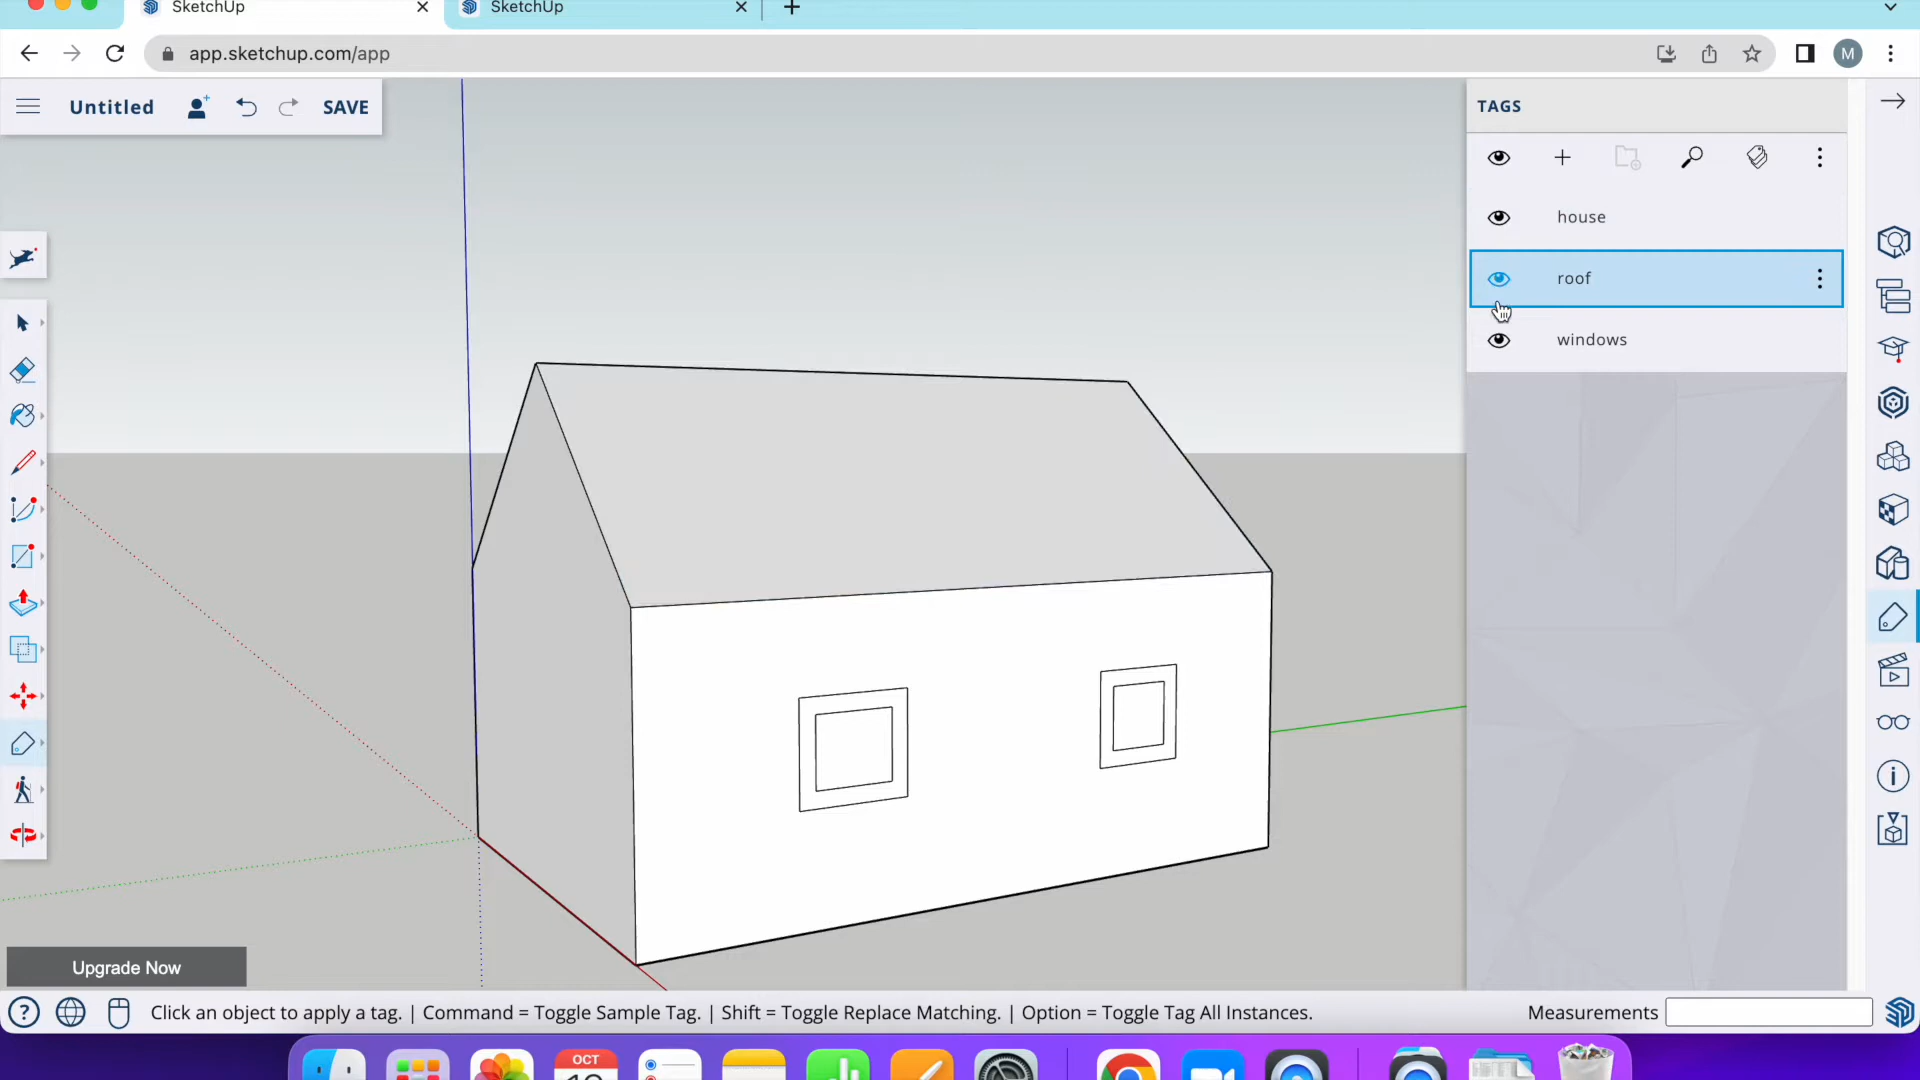 SketchUp
SketchUp
app.sketchup.com/app
M
Untitled
SAVE
TAGS
house
roof
windows
Upgrade Now
Click an object to apply a tag. | Command = Toggle Sample Tag. | Shift = Toggle Replace Matching. | Option = Toggle Tag All Instances.
Measurements
OCT